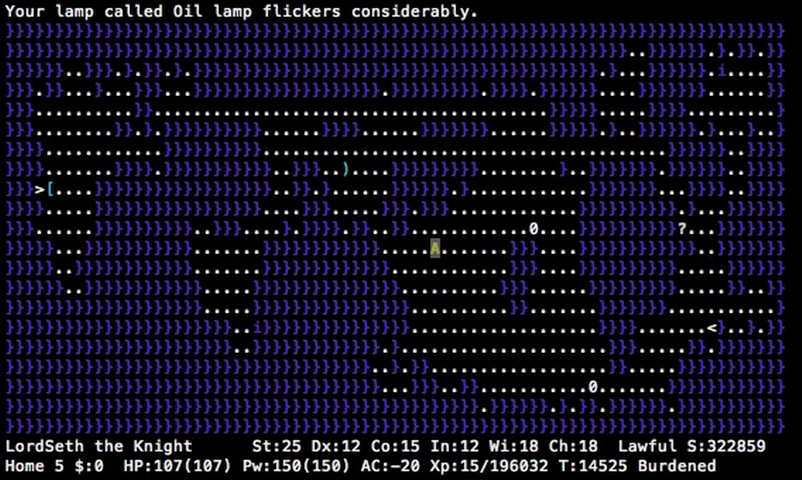 Your lamp called Oil lamp flickers considerably.
LordSeth the Knight St:25 Dx:12 Co:15 In:12 Wi:18 Ch:18 Lawful S:322859
Home 5 $:0 HP:107(107) Pw:150(150) AC:-20 Xp:15/196032 T:14525 Burdened